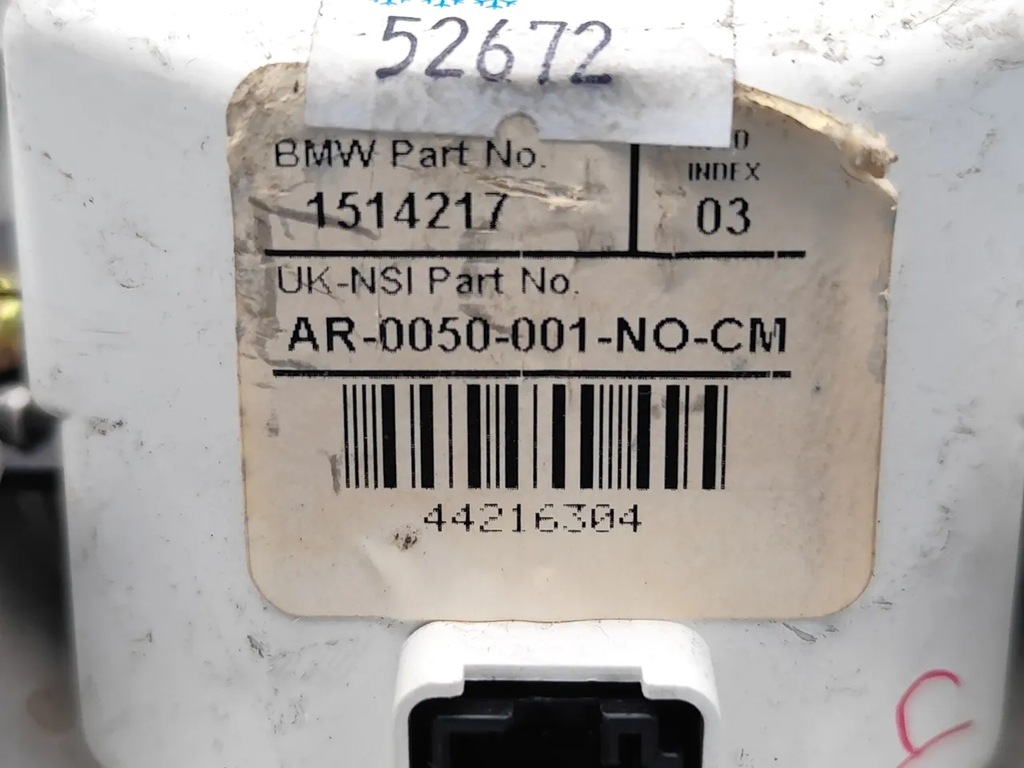 52672
BMW Part No.
INDEX
1514217
03
UK-NSI Part No.
AR-0050-001-NO-CM
44216304